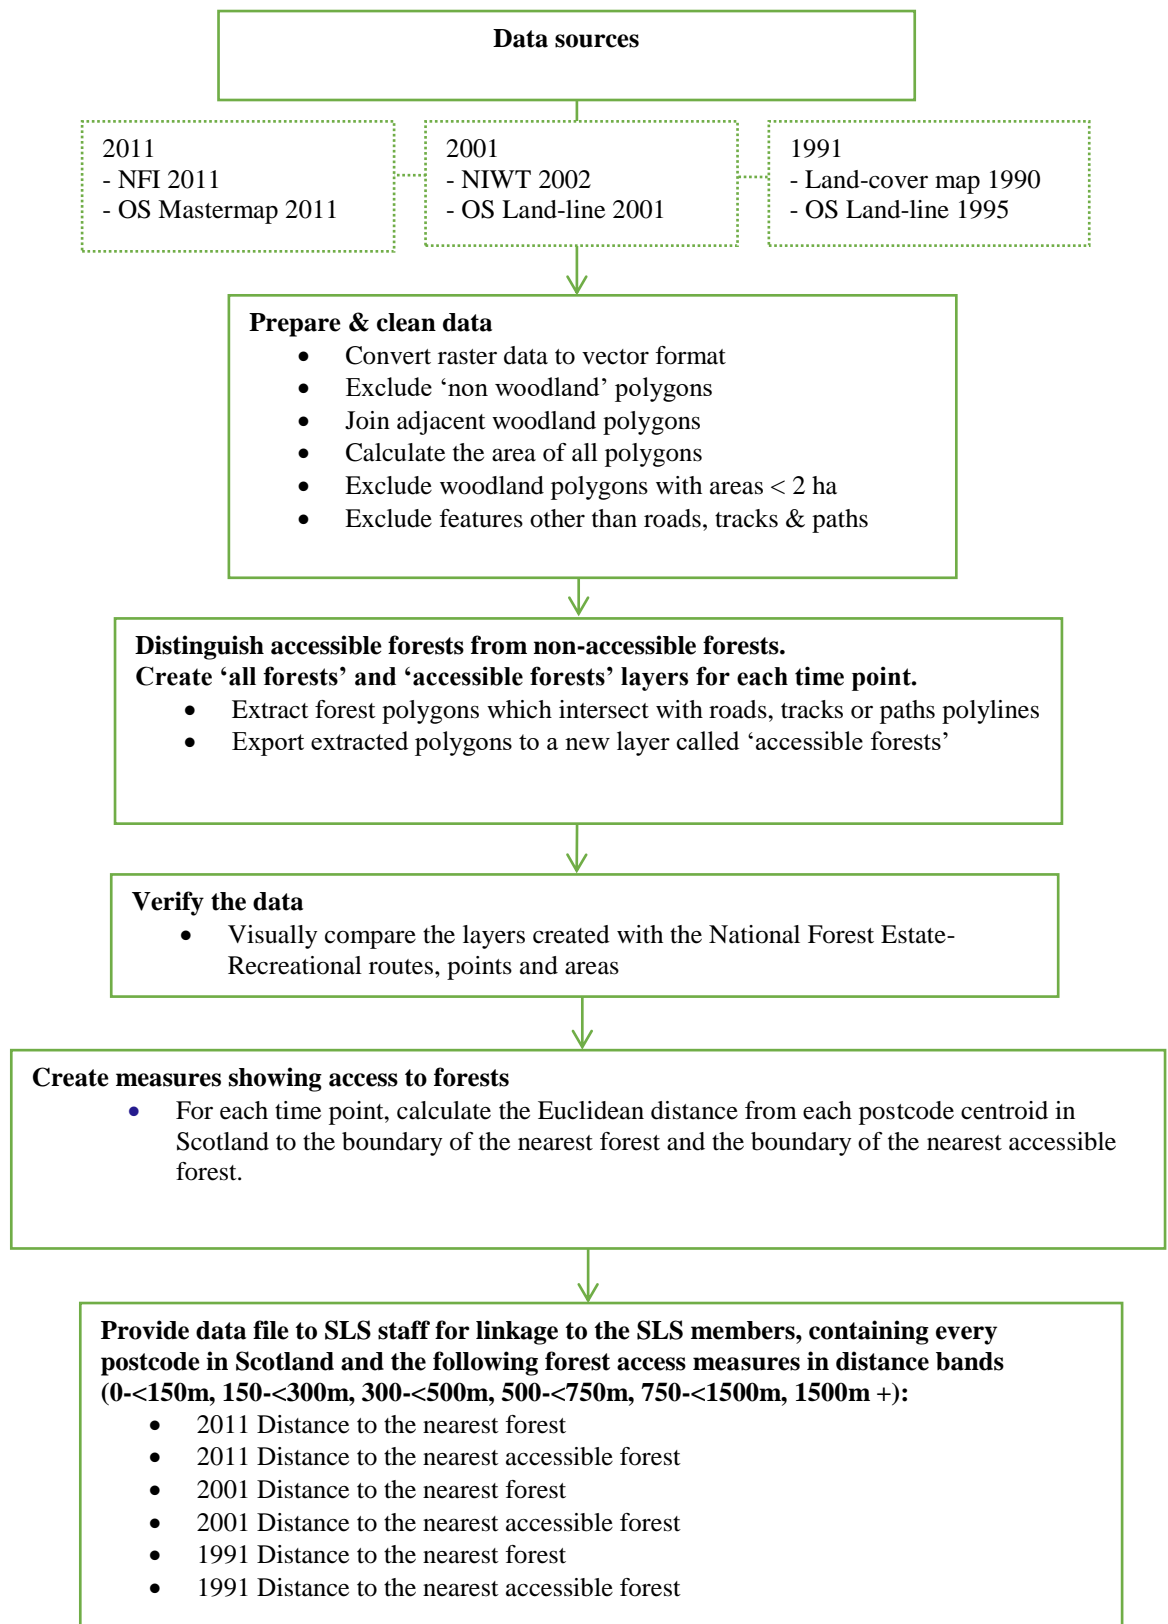 Data sources
2011
- NFI 2011
- OS Mastermap 2011
2001
- NIWT 2002
- OS Land-line 2001
1991
- Land-cover map 1990
- OS Land-line 1995
Prepare & clean data
• Convert raster data to vector format
• Exclude ‘non woodland’ polygons
• Join adjacent woodland polygons
• Calculate the area of all polygons
• Exclude woodland polygons with areas < 2 ha
• Exclude features other than roads, tracks & paths
Distinguish accessible forests from non-accessible forests.
Create ‘all forests’ and ‘accessible forests’ layers for each time point.
• Extract forest polygons which intersect with roads, tracks or paths polylines
• Export extracted polygons to a new layer called ‘accessible forests’
Verify the data
• Visually compare the layers created with the National Forest Estate-
Recreational routes, points and areas
Create measures showing access to forests
• For each time point, calculate the Euclidean distance from each postcode centroid in
Scotland to the boundary of the nearest forest and the boundary of the nearest accessible
forest.
Provide data file to SLS staff for linkage to the SLS members, containing every
postcode in Scotland and the following forest access measures in distance bands
(0-<150m, 150-<300m, 300-<500m, 500-<750m, 750-<1500m, 1500m +):
• 2011 Distance to the nearest forest
• 2011 Distance to the nearest accessible forest
• 2001 Distance to the nearest forest
• 2001 Distance to the nearest accessible forest
• 1991 Distance to the nearest forest
• 1991 Distance to the nearest accessible forest